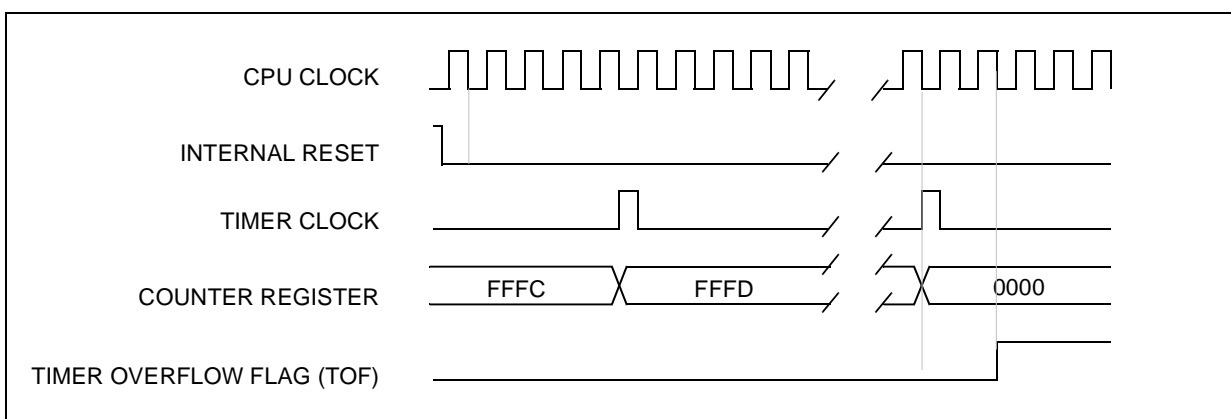 CPU CLOCK
INTERNAL RESET
TIMER CLOCK
COUNTER REGISTER FFFC FFFD 0000
TIMER OVERFLOW FLAG (TOF)